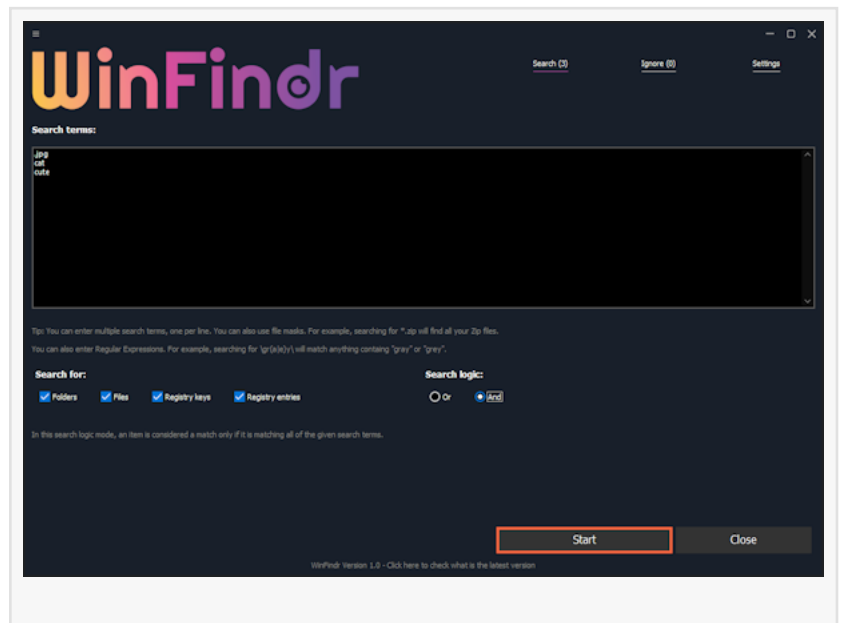 WinFindr
Search (3) Ignore (0) Settings
Search terms:
.jpg
cat
cute
Tip: You can enter multiple search terms, one per line. You can also use file masks. For example, searching for *.zip will find all your Zip files.
You can also enter Regular Expressions. For example, searching for \gr(a|e)y\ will match anything containg "gray" or "grey".
Search for: Search logic:
Folders Files Registry keys Registry entries Or And
In this search logic mode, an item is considered a match only if it is matching all of the given search terms.
Start Close
WinFindr Version 1.0 - Click here to check what is the latest version